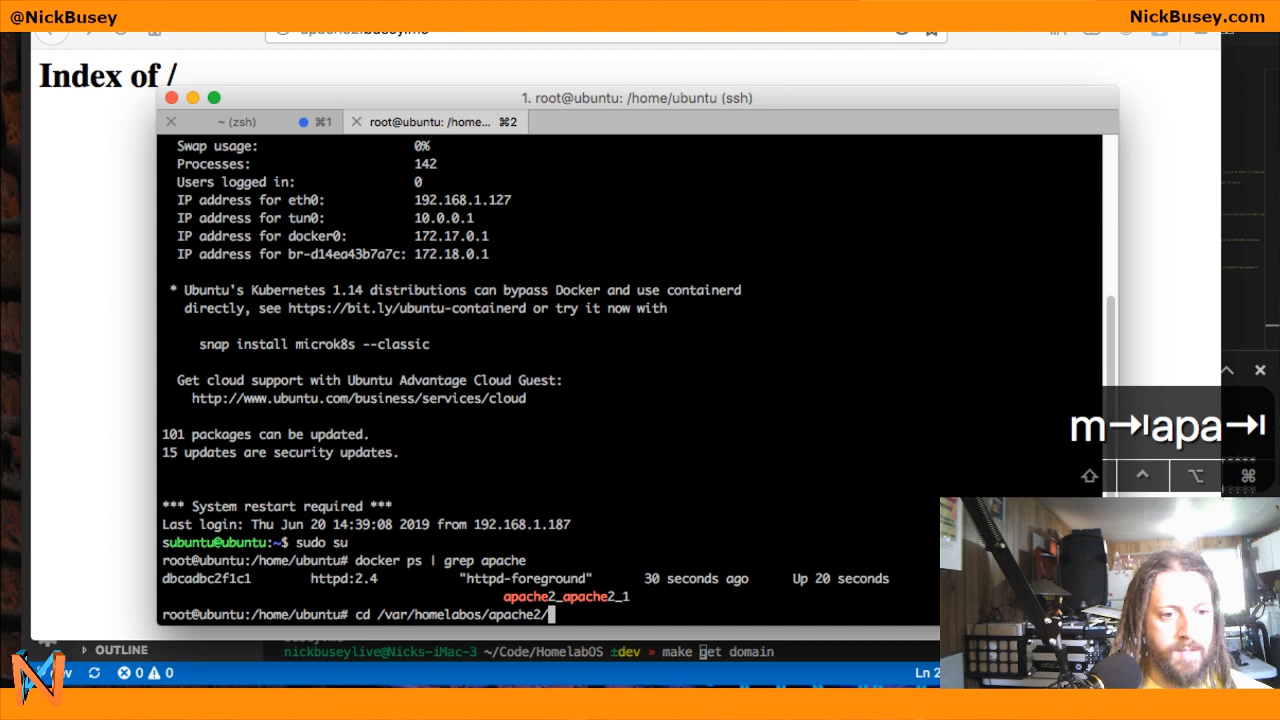 @NickBusey
NickBusey.com
Index of /
1. root@ubuntu: /home/ubuntu (ssh)
~ (zsh) ⌘1
root@ubuntu: /home... ⌘2
Swap usage: 0%
Processes: 142
Users logged in: 0
IP address for eth0: 192.168.1.127
IP address for tun0: 10.0.0.1
IP address for docker0: 172.17.0.1
IP address for br-d14ea43b7a7c: 172.18.0.1
* Ubuntu's Kubernetes 1.14 distributions can bypass Docker and use containerd
directly, see https://bit.ly/ubuntu-containerd or try it now with
snap install microk8s --classic
Get cloud support with Ubuntu Advantage Cloud Guest:
http://www.ubuntu.com/business/services/cloud
101 packages can be updated.
15 updates are security updates.
*** System restart required ***
Last login: Thu Jun 20 14:39:08 2019 from 192.168.1.187
subuntu@ubuntu:~$ sudo su
root@ubuntu:/home/ubuntu# docker ps | grep apache
dbcadbc2f1c1 httpd:2.4 "httpd-foreground" 30 seconds ago Up 20 seconds
apache2_apache2_1
root@ubuntu:/home/ubuntu# cd /var/homelabos/apache2/
m⇥apa⇥
⇧ ⌃ ⌥ ⌘
OUTLINE
nickbuseylive@Nicks-iMac-3 ~/Code/HomelabOS ±dev » make get domain
0 0
Ln 2